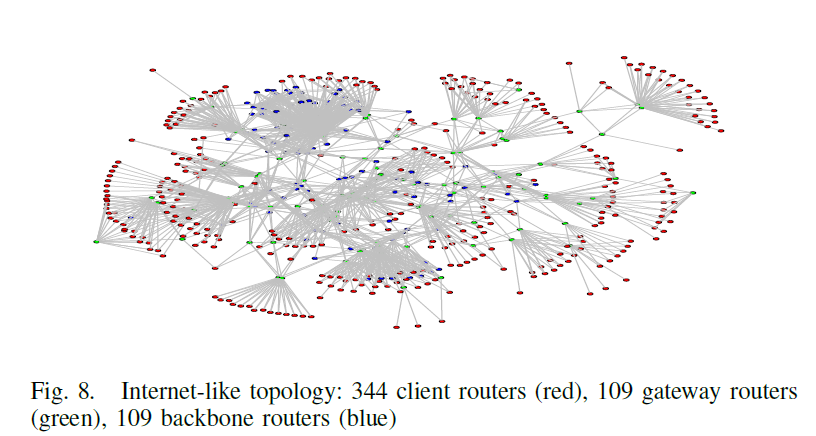 Fig. 8. Internet-like topology: 344 client routers (red), 109 gateway routers
(green), 109 backbone routers (blue)